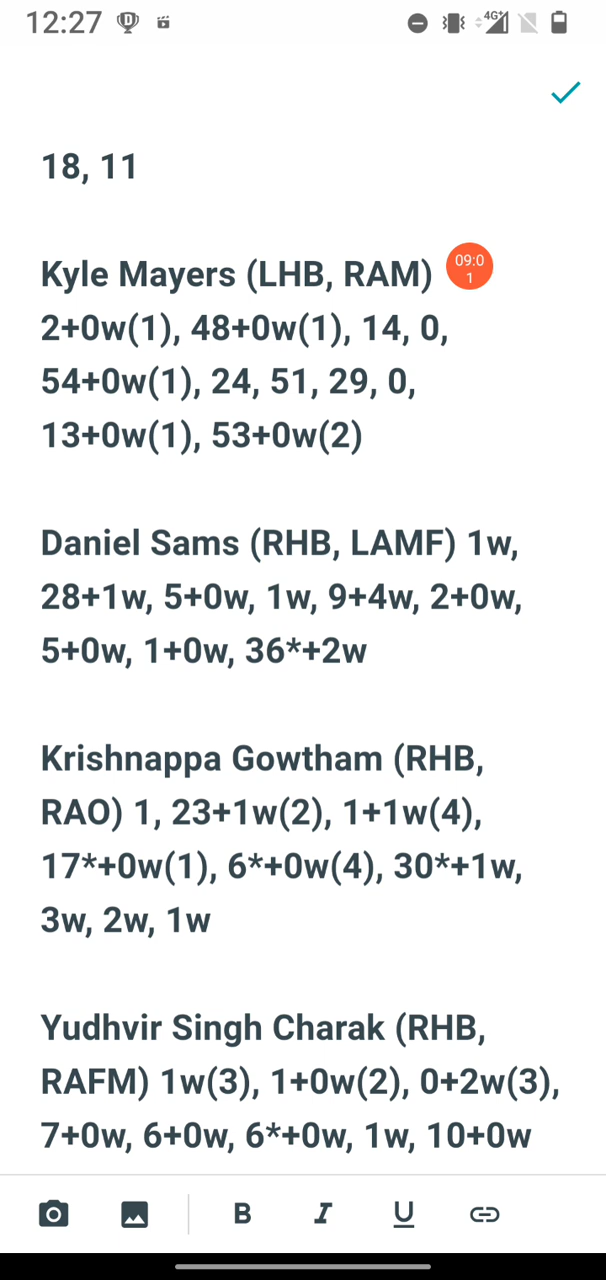 12:27
4G+
18, 11
Kyle Mayers (LHB, RAM)
09:0
1
2+0w(1), 48+0w(1), 14, 0,
54+0w(1), 24, 51, 29, 0,
13+0w(1), 53+0w(2)
Daniel Sams (RHB, LAMF) 1w,
28+1w, 5+0w, 1w, 9+4w, 2+0w,
5+0w, 1+0w, 36*+2w
Krishnappa Gowtham (RHB,
RAO) 1, 23+1w(2), 1+1w(4),
17*+0w(1), 6*+0w(4), 30*+1w,
3w, 2w, 1w
Yudhvir Singh Charak (RHB,
RAFM) 1w(3), 1+0w(2), 0+2w(3),
7+0w, 6+0w, 6*+0w, 1w, 10+0w
B I U